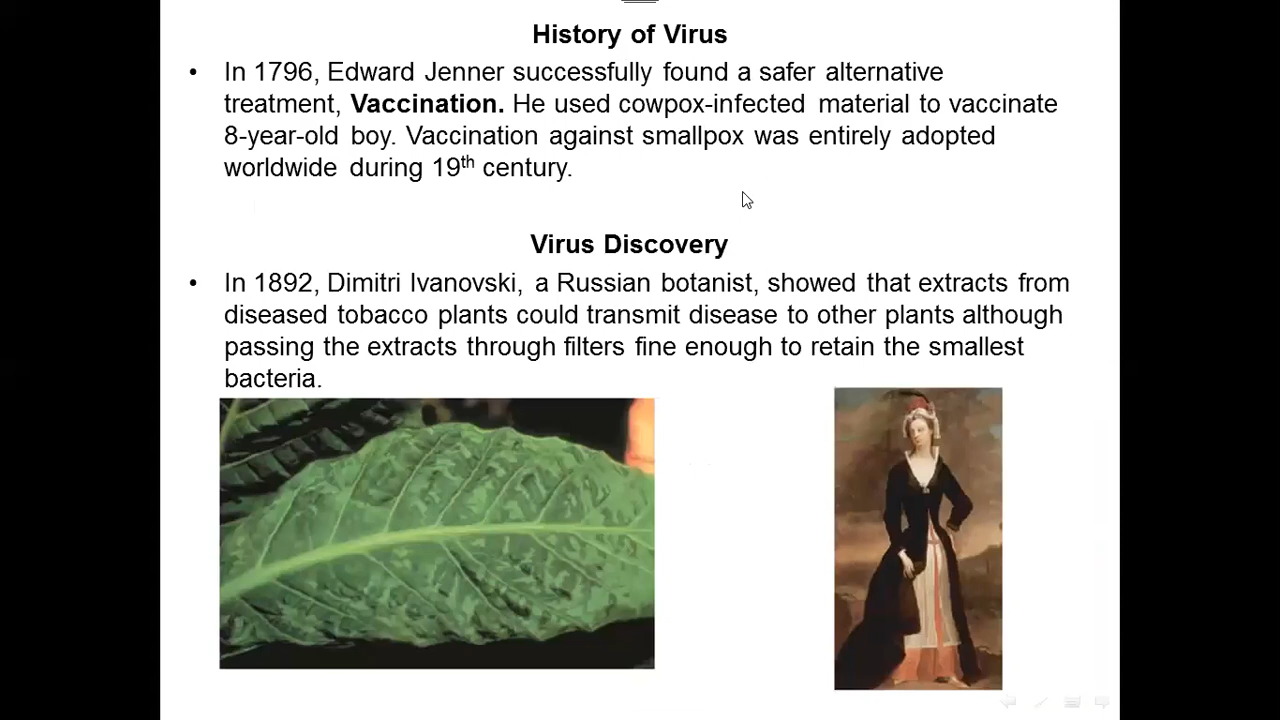 History of Virus
• In 1796, Edward Jenner successfully found a safer alternative
treatment, Vaccination. He used cowpox-infected material to vaccinate
8-year-old boy. Vaccination against smallpox was entirely adopted
worldwide during 19th century.
Virus Discovery
• In 1892, Dimitri Ivanovski, a Russian botanist, showed that extracts from
diseased tobacco plants could transmit disease to other plants although
passing the extracts through filters fine enough to retain the smallest
bacteria.